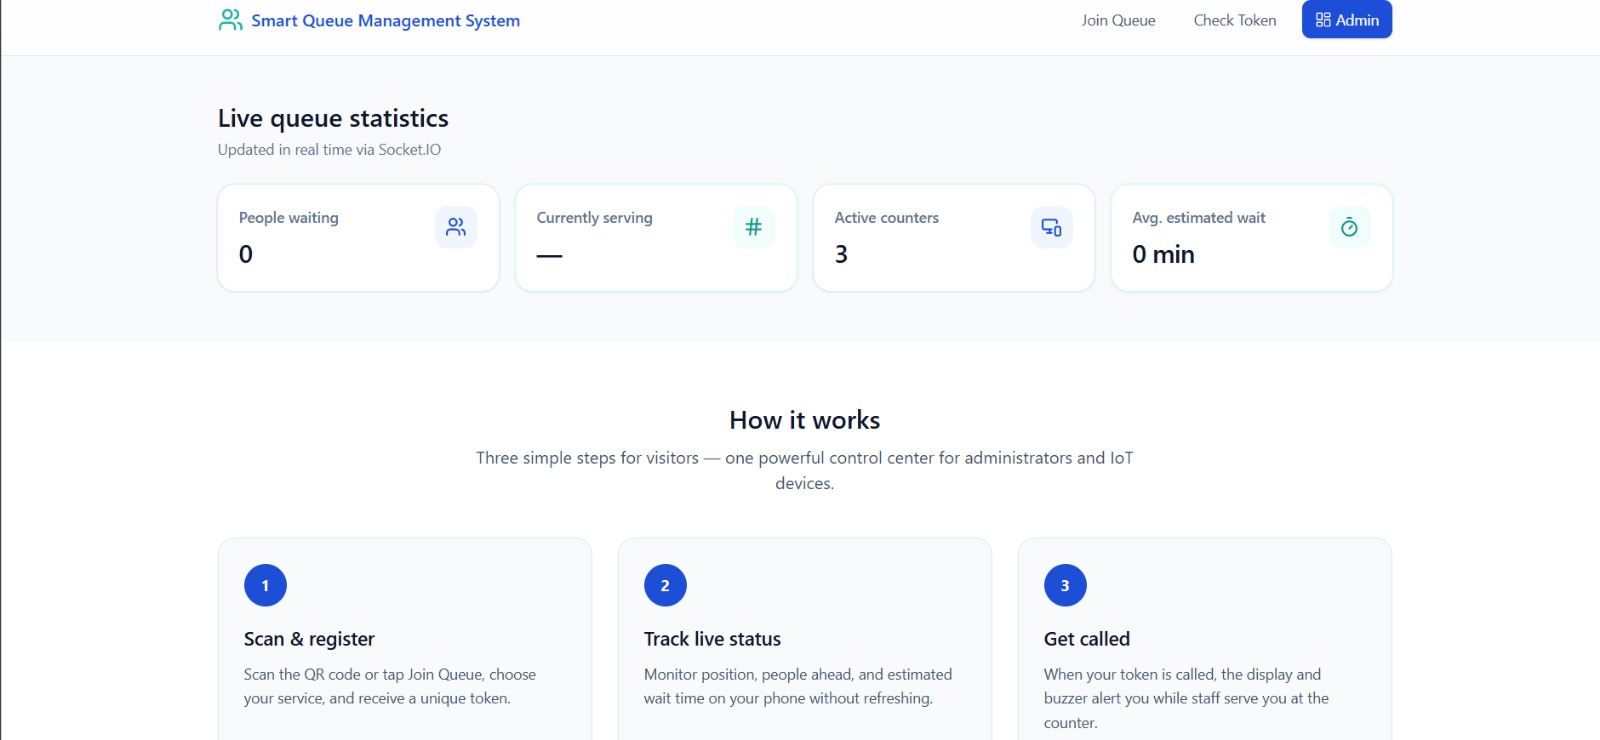 Smart Queue Management System
Join Queue
Check Token
Admin
Live queue statistics
Updated in real time via Socket.IO
People waiting
0
Currently serving
—
Active counters
3
Avg. estimated wait
0 min
How it works
Three simple steps for visitors — one powerful control center for administrators and IoT
devices.
1
Scan & register
Scan the QR code or tap Join Queue, choose
your service, and receive a unique token.
2
Track live status
Monitor position, people ahead, and estimated
wait time on your phone without refreshing.
3
Get called
When your token is called, the display and
buzzer alert you while staff serve you at the
counter.